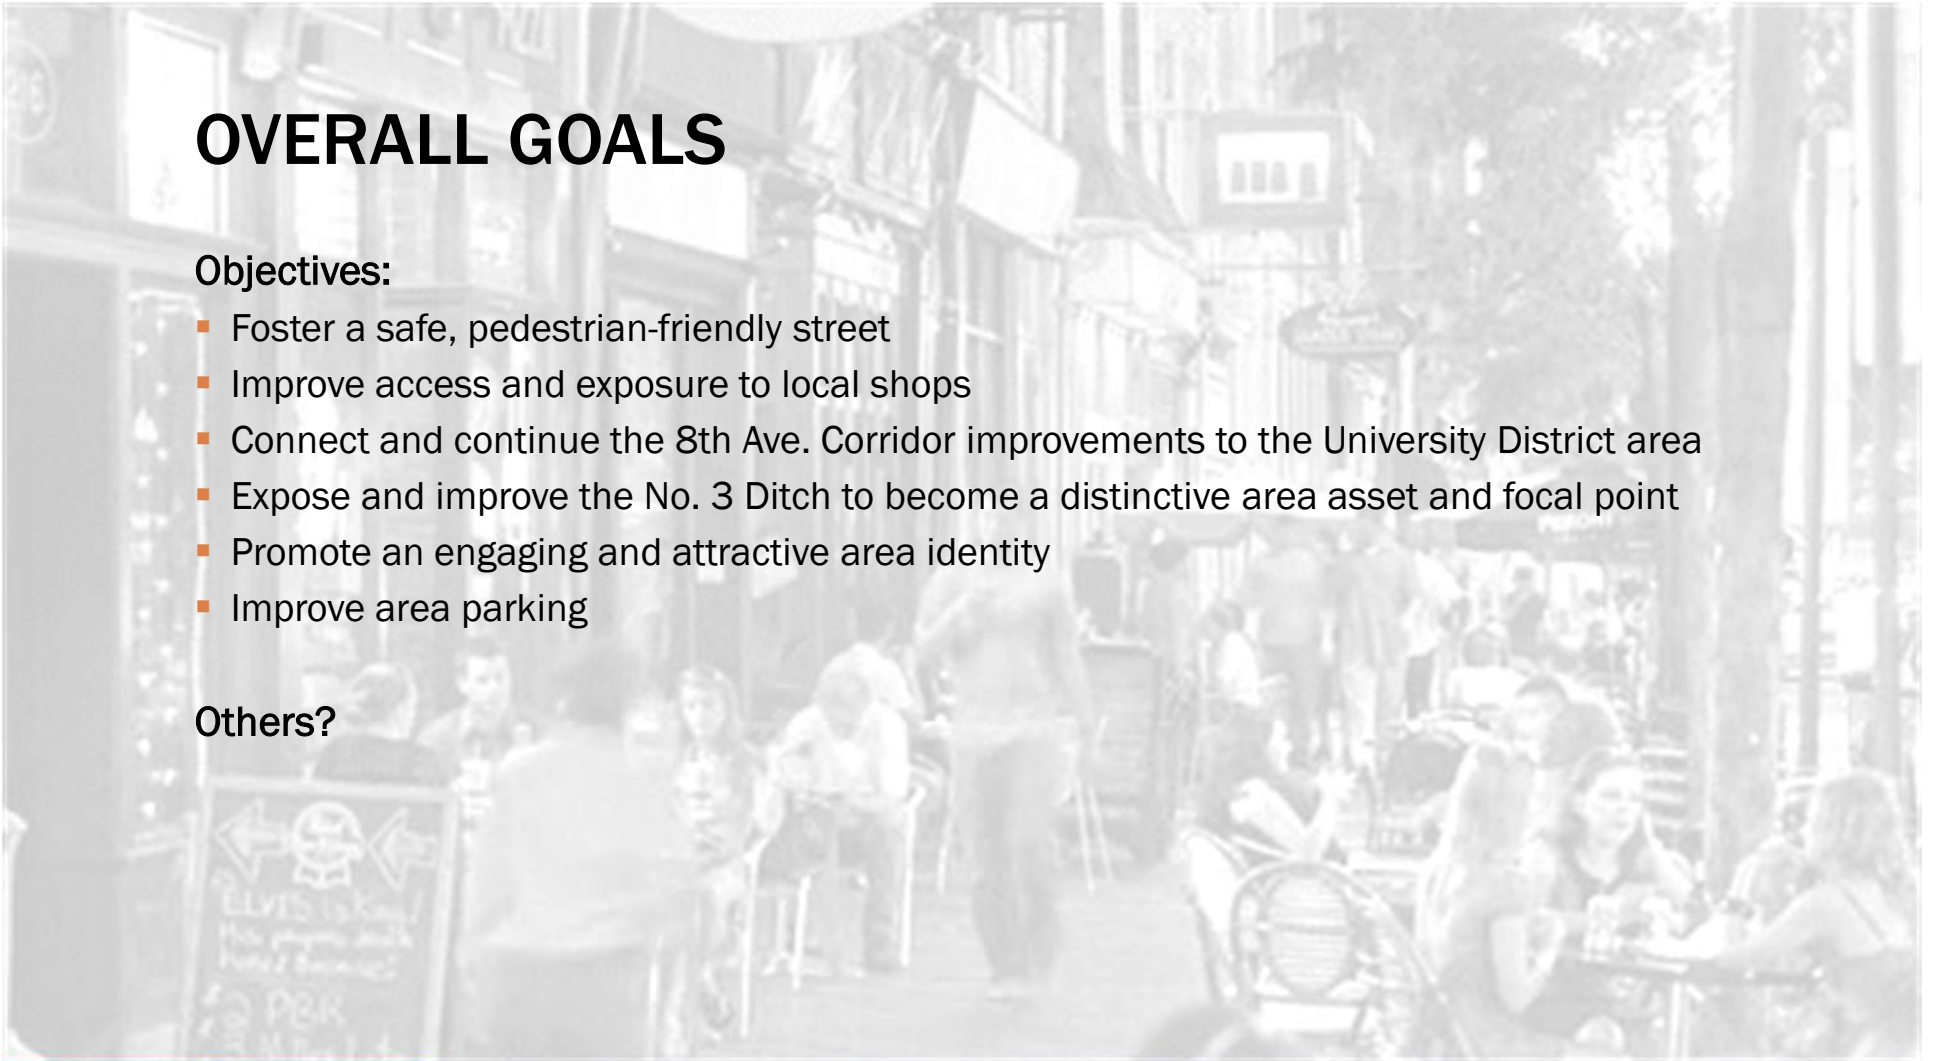 OVERALL GOALS
Objectives:
Foster a safe, pedestrian-friendly street
Improve access and exposure to local shops
Connect and continue the 8th Ave. Corridor improvements to the University District area
Expose and improve the No. 3 Ditch to become a distinctive area asset and focal point
Promote an engaging and attractive area identity
Improve area parking
Others?
ELVIS
PBR